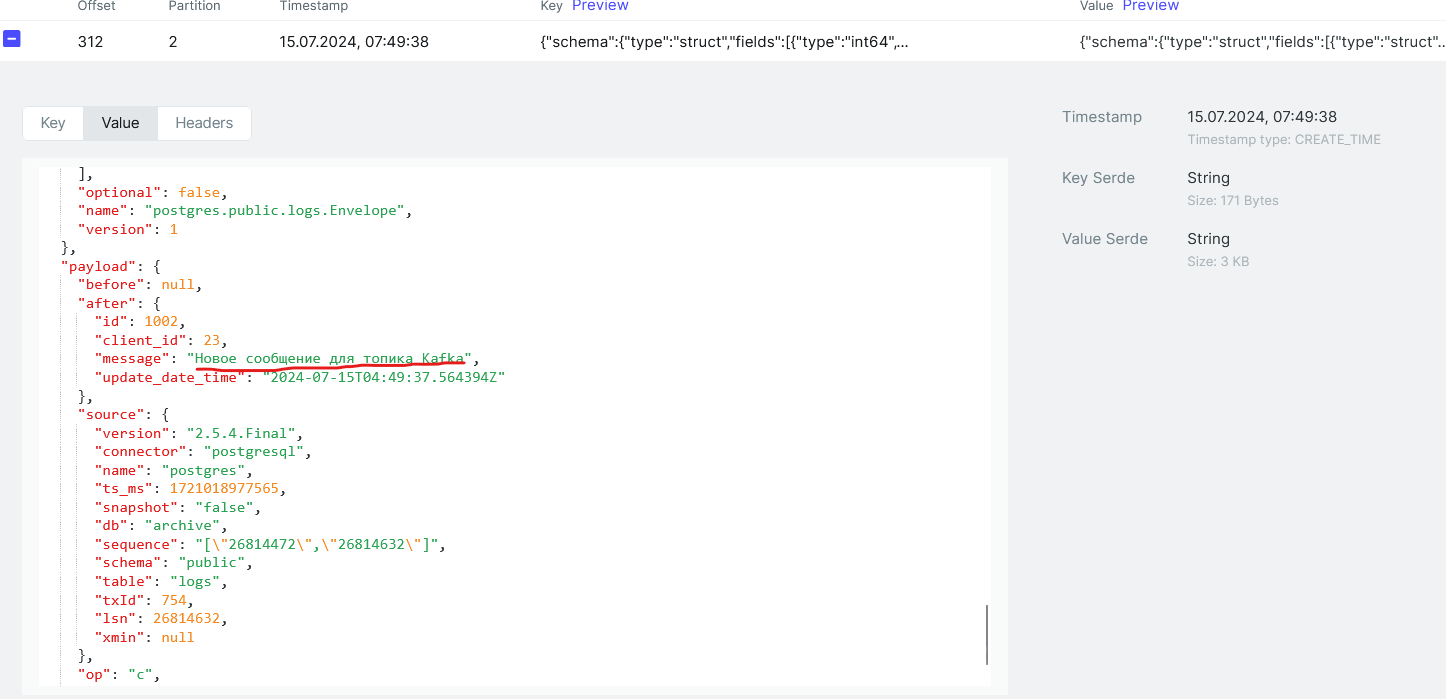 Offset Partition Timestamp Key Preview Value Preview
312 2 15.07.2024, 07:49:38 {"schema":{"type":"struct","fields":[{"type":"int64",... {"schema":{"type":"struct","fields":[{"type":"struct"...
Key Value Headers
],
"optional": false,
"name": "postgres.public.logs.Envelope",
"version": 1
},
"payload": {
"before": null,
"after": {
"id": 1002,
"client_id": 23,
"message": "Новое сообщение для топика Kafka",
"update_date_time": "2024-07-15T04:49:37.564394Z"
},
"source": {
"version": "2.5.4.Final",
"connector": "postgresql",
"name": "postgres",
"ts_ms": 1721018977565,
"snapshot": "false",
"db": "archive",
"sequence": "[\"26814472\",\"26814632\"]",
"schema": "public",
"table": "logs",
"txId": 754,
"lsn": 26814632,
"xmin": null
},
"op": "c",
Timestamp 15.07.2024, 07:49:38
Timestamp type: CREATE_TIME
Key Serde String
Size: 171 Bytes
Value Serde String
Size: 3 KB